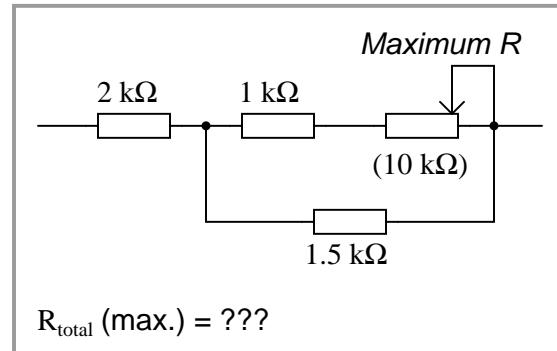 Maximum R
2 kΩ
1 kΩ
(10 kΩ)
1.5 kΩ
R_total (max.) = ???